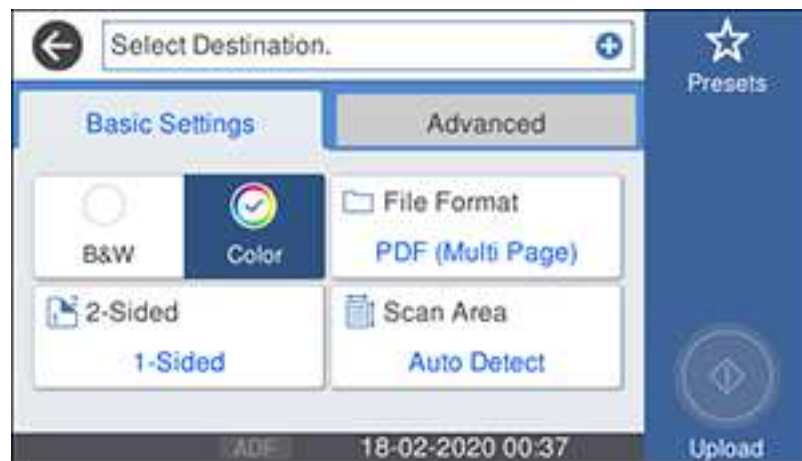 Select Destination.
Presets
Basic Settings
Advanced
B&W
Color
File Format
PDF (Multi Page)
2-Sided
1-Sided
Scan Area
Auto Detect
ADF
18-02-2020 00:37
Upload